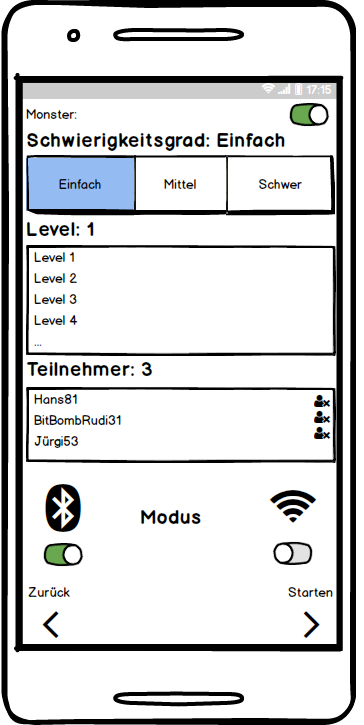 17:15
Monster:
Schwierigkeitsgrad: Einfach
Einfach Mittel Schwer
Level: 1
Level 1
Level 2
Level 3
Level 4
...
Teilnehmer: 3
Hans81
BitBombRudi31
Jürgi53
Modus
Zurück Starten